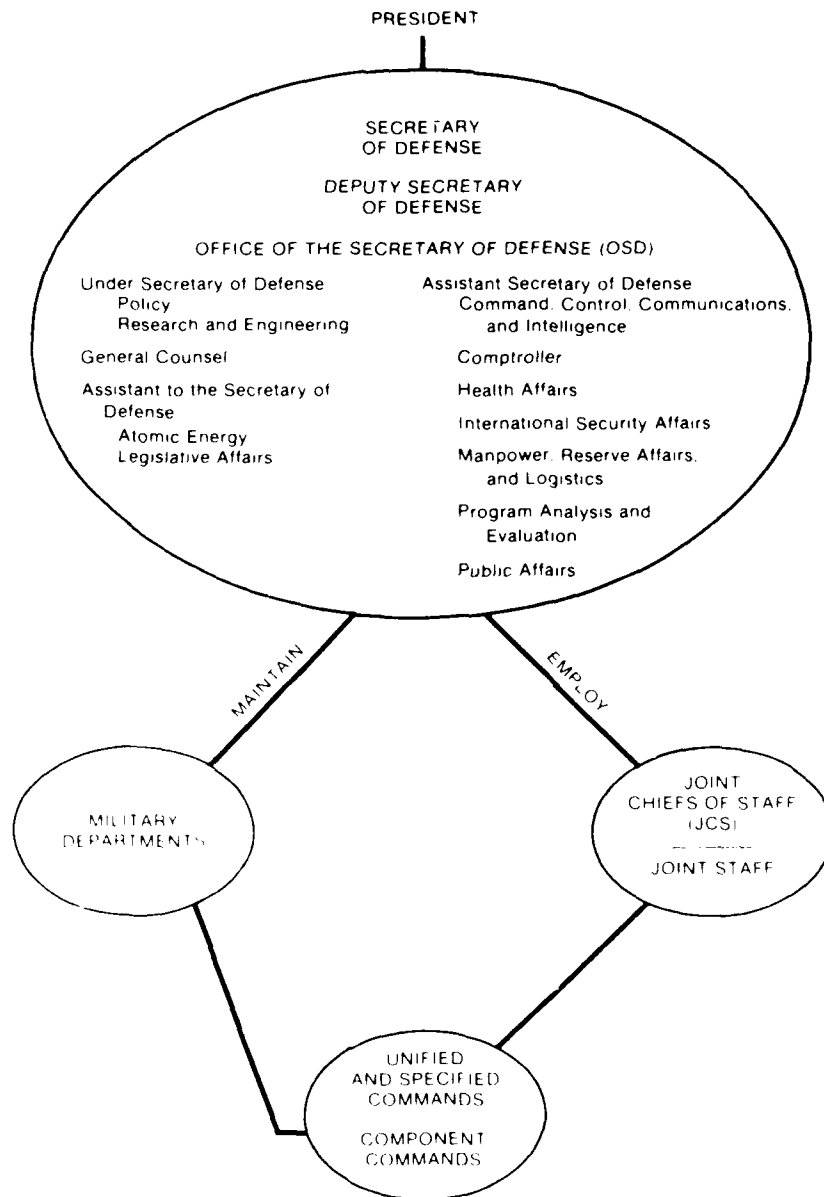 PRESIDENT
SECRETARY
OF DEFENSE
DEPUTY SECRETARY
OF DEFENSE
OFFICE OF THE SECRETARY OF DEFENSE (OSD)
Under Secretary of Defense
Policy
Research and Engineering
General Counsel
Assistant to the Secretary of
Defense
Atomic Energy
Legislative Affairs
Assistant Secretary of Defense
Command, Control, Communications,
and Intelligence
Comptroller
Health Affairs
International Security Affairs
Manpower, Reserve Affairs,
and Logistics
Program Analysis and
Evaluation
Public Affairs
MAINTAIN
EMPLOY
MILITARY
DEPARTMENTS
JOINT
CHIEFS OF STAFF
(JCS)
JOINT STAFF
UNIFIED
AND SPECIFIED
COMMANDS
COMPONENT
COMMANDS